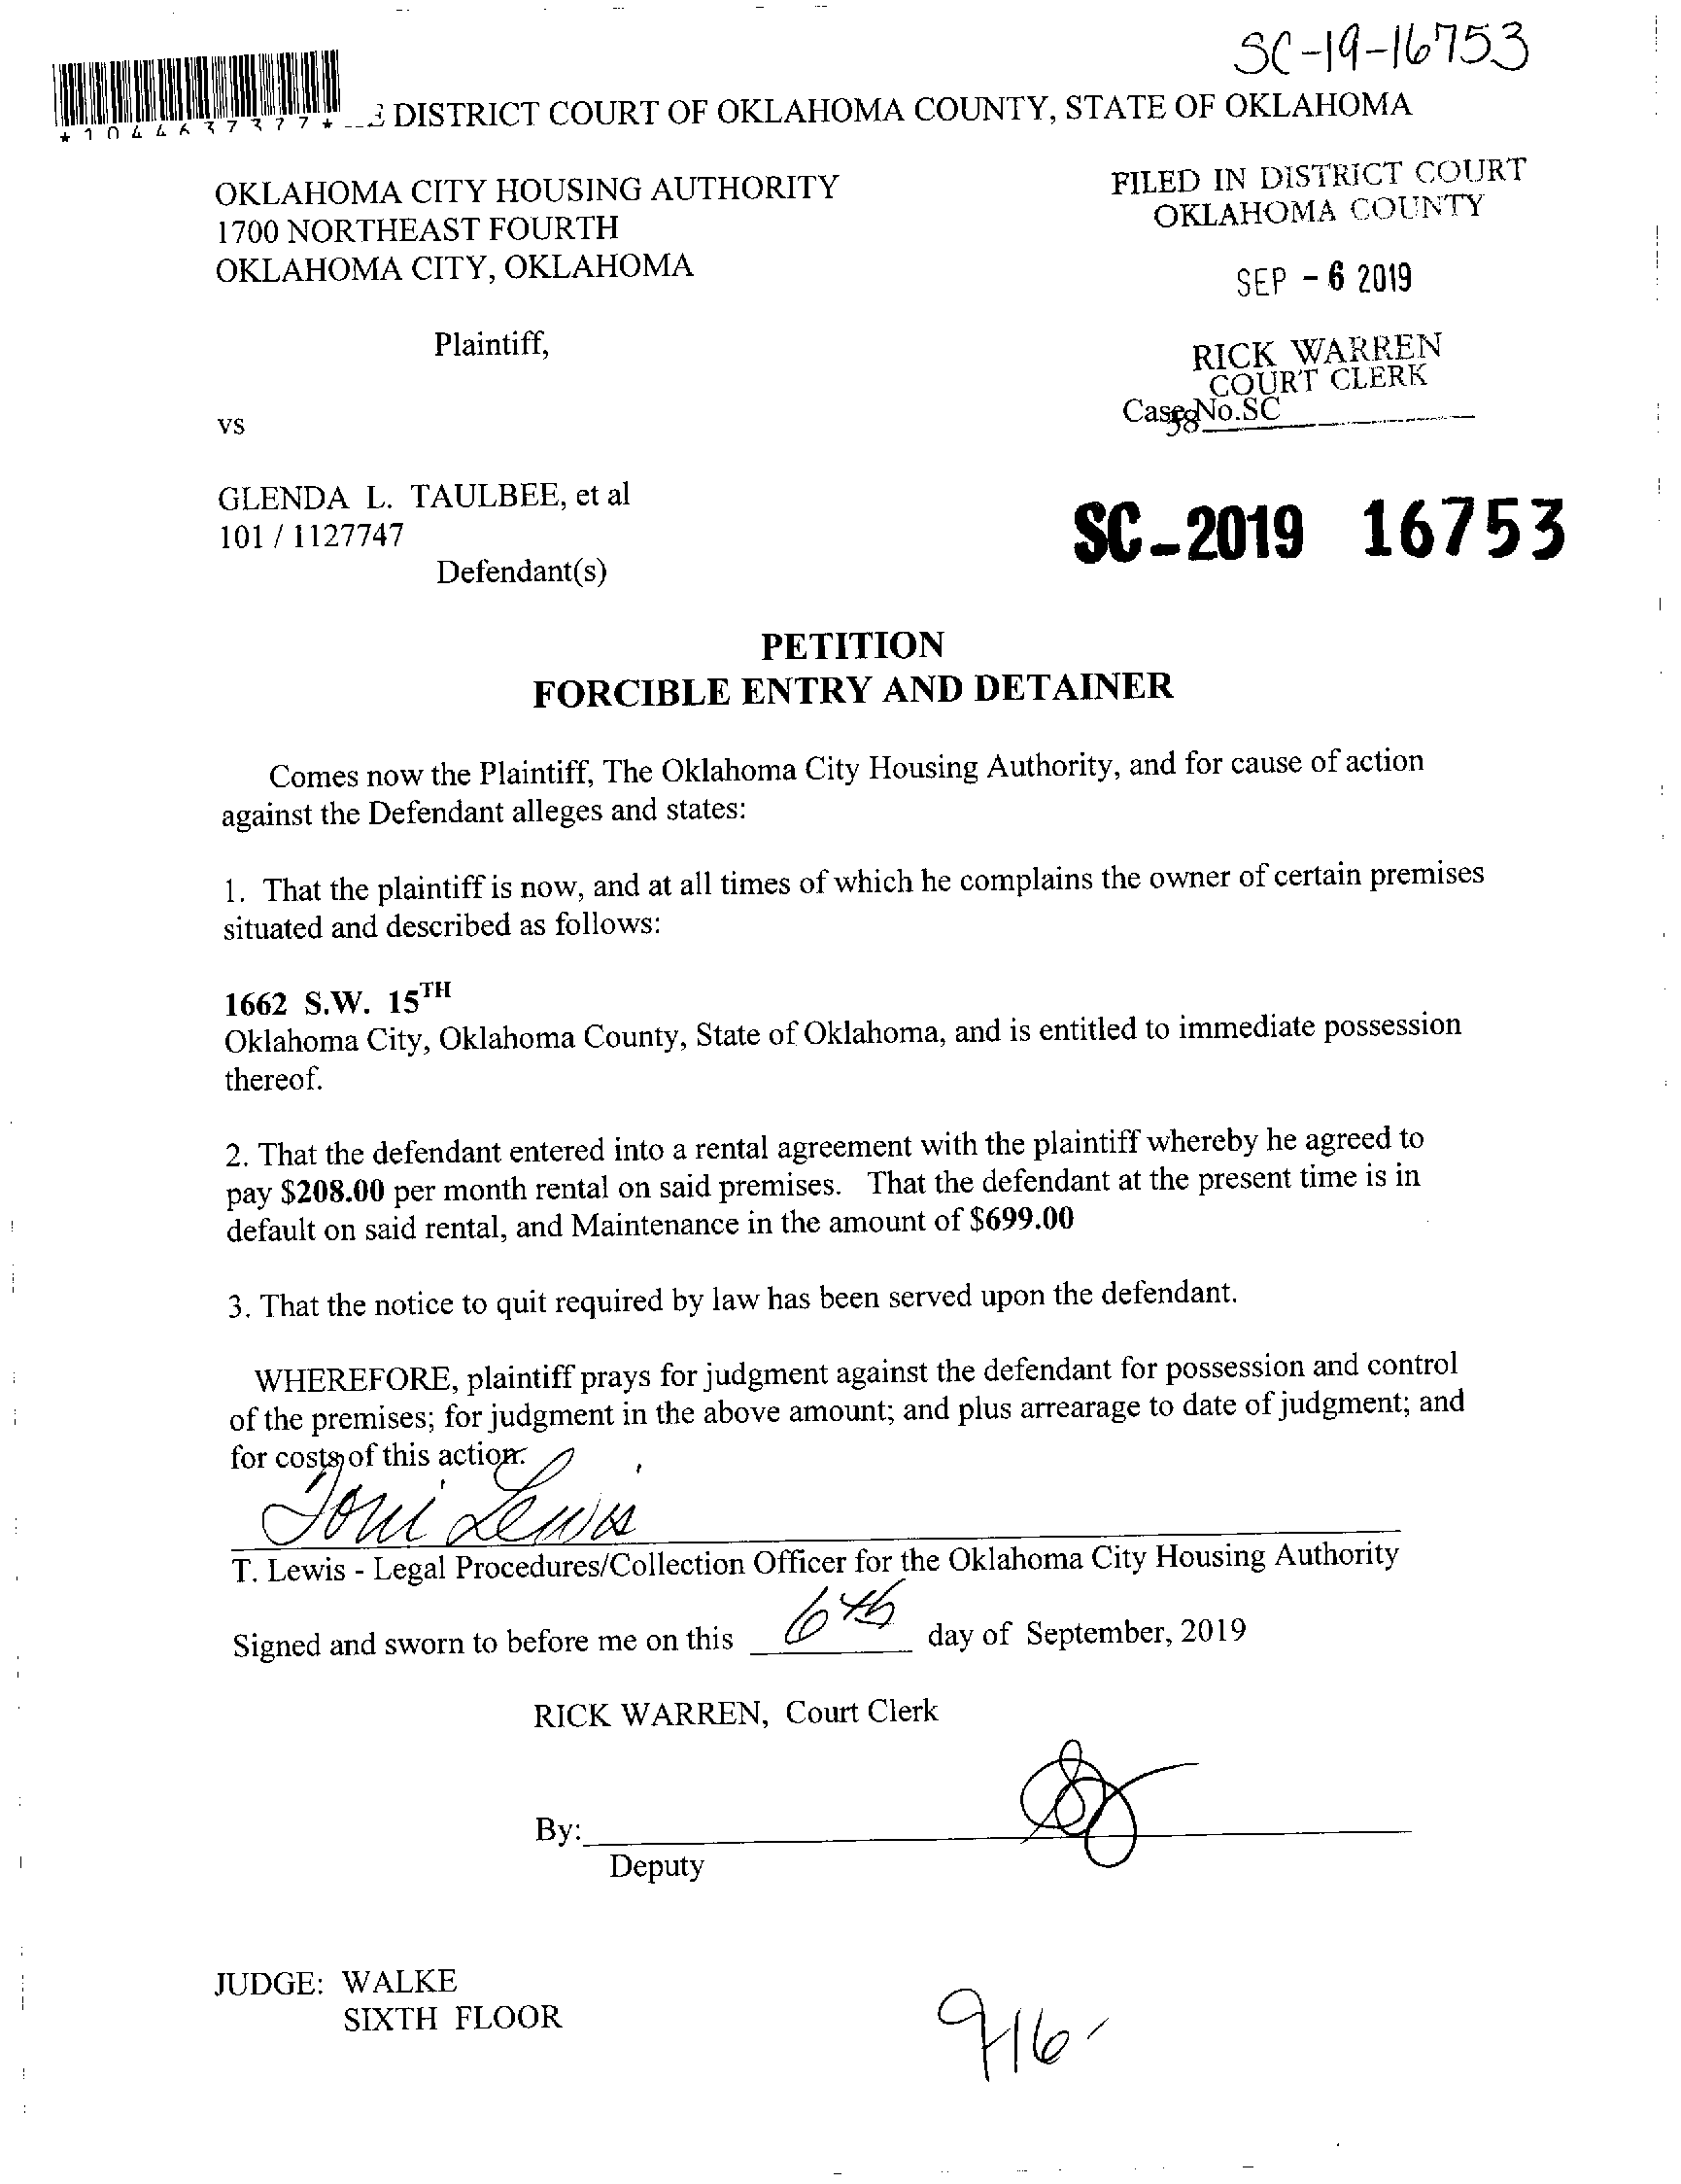 SC-19-16753
DISTRICT COURT OF OKLAHOMA COUNTY, STATE OF OKLAHOMA
OKLAHOMA CITY HOUSING AUTHORITY
1700 NORTHEAST FOURTH
OKLAHOMA CITY, OKLAHOMA
Plaintiff,
FILED IN DISTRICT COURT
OKLAHOMA COUNTY
SEP - 6 2019
RICK WARREN
COURT CLERK
Case No.SC
38
vs
GLENDA L. TAULBEE, et al
101 / 1127747
Defendant(s)
SC-2019 16753
PETITION
FORCIBLE ENTRY AND DETAINER
Comes now the Plaintiff, The Oklahoma City Housing Authority, and for cause of action
against the Defendant alleges and states:
1. That the plaintiff is now, and at all times of which he complains the owner of certain premises
situated and described as follows:
1662 S.W. 15TH
Oklahoma City, Oklahoma County, State of Oklahoma, and is entitled to immediate possession
thereof.
2. That the defendant entered into a rental agreement with the plaintiff whereby he agreed to
pay $208.00 per month rental on said premises. That the defendant at the present time is in
default on said rental, and Maintenance in the amount of $699.00
3. That the notice to quit required by law has been served upon the defendant.
WHEREFORE, plaintiff prays for judgment against the defendant for possession and control
of the premises; for judgment in the above amount; and plus arrearage to date of judgment; and
for costs of this action.
Toni Lewis
T. Lewis - Legal Procedures/Collection Officer for the Oklahoma City Housing Authority
Signed and sworn to before me on this 6th day of September, 2019
RICK WARREN, Court Clerk
By:
Deputy
JUDGE: WALKE
SIXTH FLOOR
9-16-